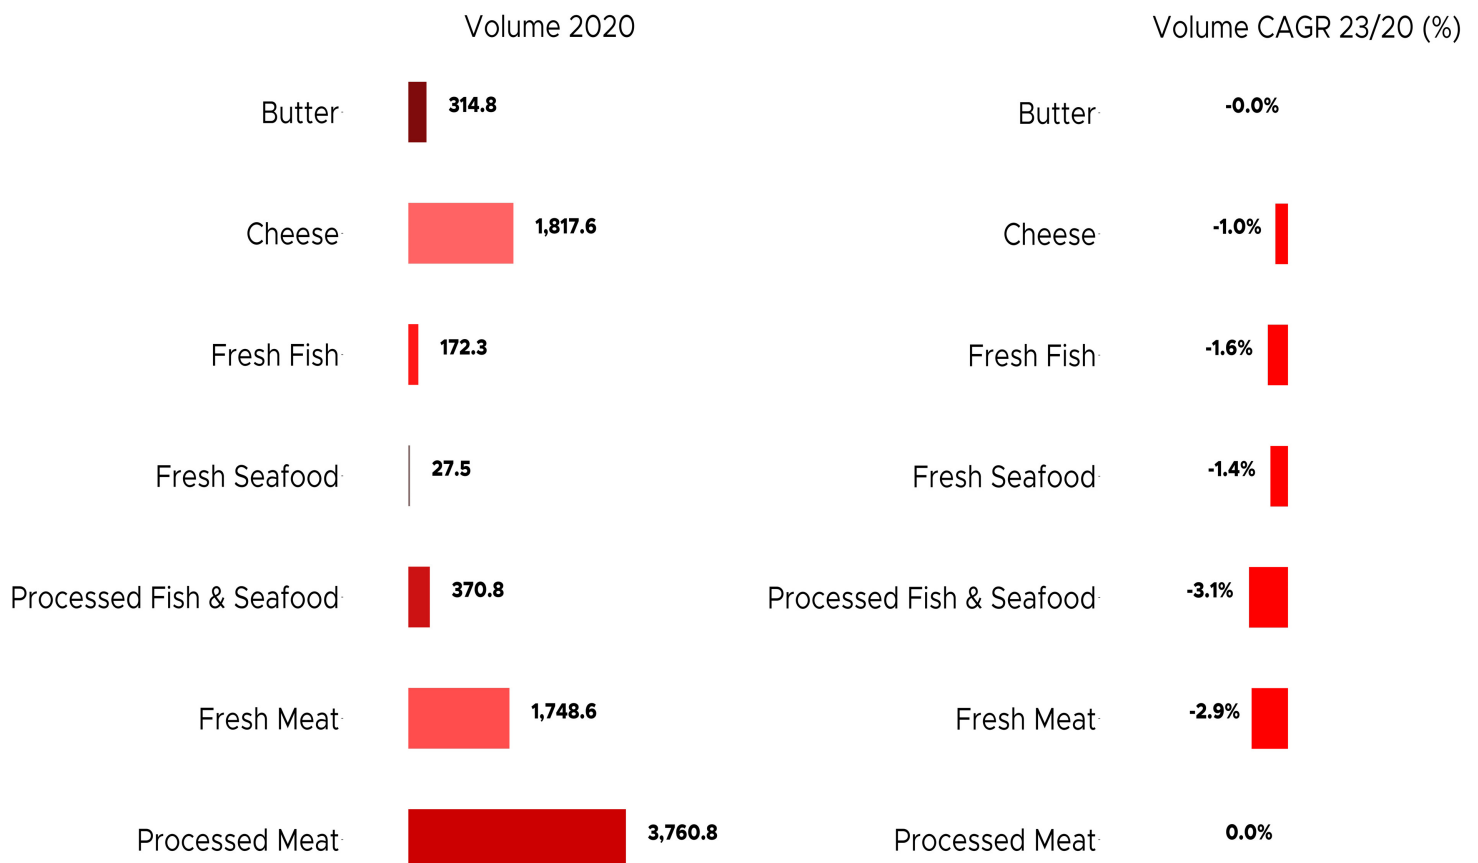 Volume 2020 Volume CAGR 23/20 (%)
Butter 314.8 Butter -0.0%
Cheese 1,817.6 Cheese -1.0%
Fresh Fish 172.3 Fresh Fish -1.6%
Fresh Seafood 27.5 Fresh Seafood -1.4%
Processed Fish & Seafood 370.8 Processed Fish & Seafood -3.1%
Fresh Meat 1,748.6 Fresh Meat -2.9%
Processed Meat 3,760.8 Processed Meat 0.0%